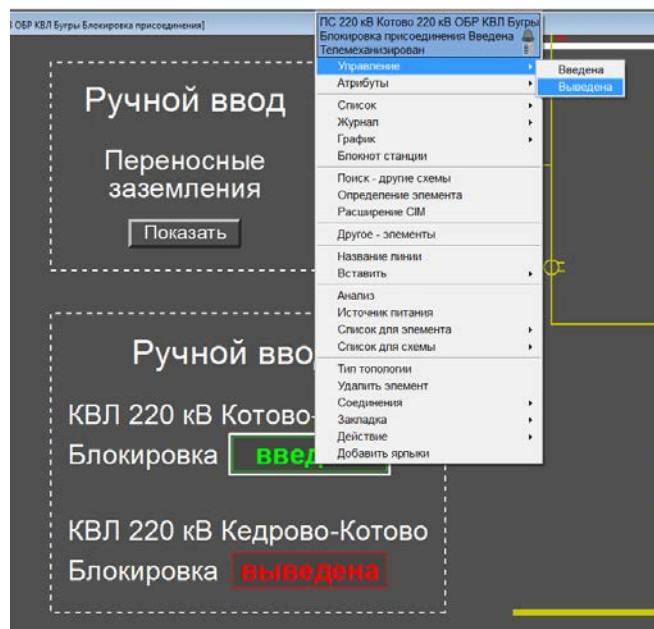 ОБР КВЛ Бугры Блокировка присоединения]
ПС 220 кВ Котово 220 кВ ОБР КВЛ Бугры
Блокировка присоединения Введена
Телемеханизирован
Управление
Введена
Выведена
Атрибуты
Список
Журнал
График
Блокнот станции
Поиск - другие схемы
Определение элемента
Расширение CIM
Другое - элементы
Название линии
Вставить
Анализ
Источник питания
Список для элемента
Список для схемы
Тип топологии
Удалить элемент
Соединения
Закладка
Действие
Добавить ярлыки
Ручной ввод
Переносные
заземления
Показать
Ручной
КВЛ 220 кВ Котово-
Блокировка
КВЛ 220 кВ Кедрово-Котово
Блокировка выведена